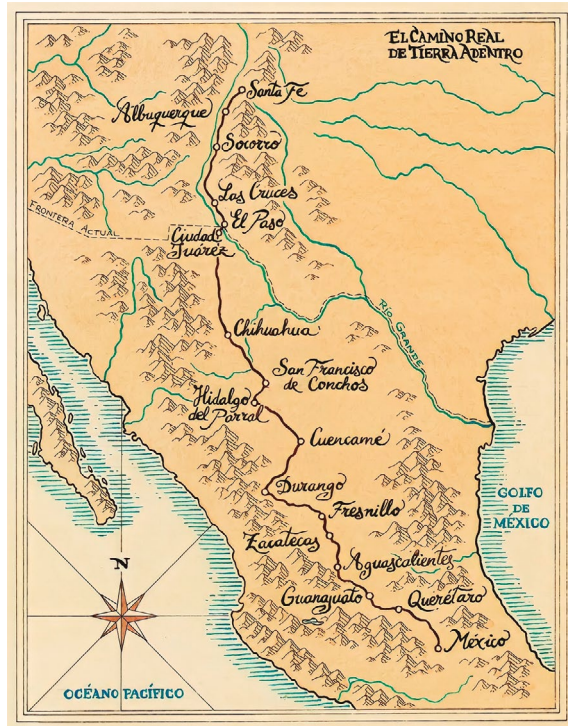 EL CAMINO REAL
DE TIERRA ADENTRO
Santa Fe
Albuquerque
Socorro
Las Cruces
El Paso
FRONTERA ACTUAL
Ciudad
Juárez
RÍO GRANDE
Chihuahua
San Francisco
de Conchos
Hidalgo
del Parral
Cuencamé
Durango
GOLFO
DE
MÉXICO
Fresnillo
Zacatecas
Aguascalientes
N
Guanajuato
Querétaro
México
OCÉANO PACÍFICO